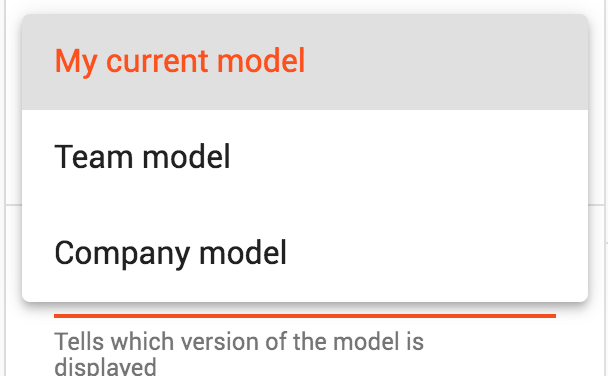 My current model
Team model
Company model
Tells which version of the model is
displayed